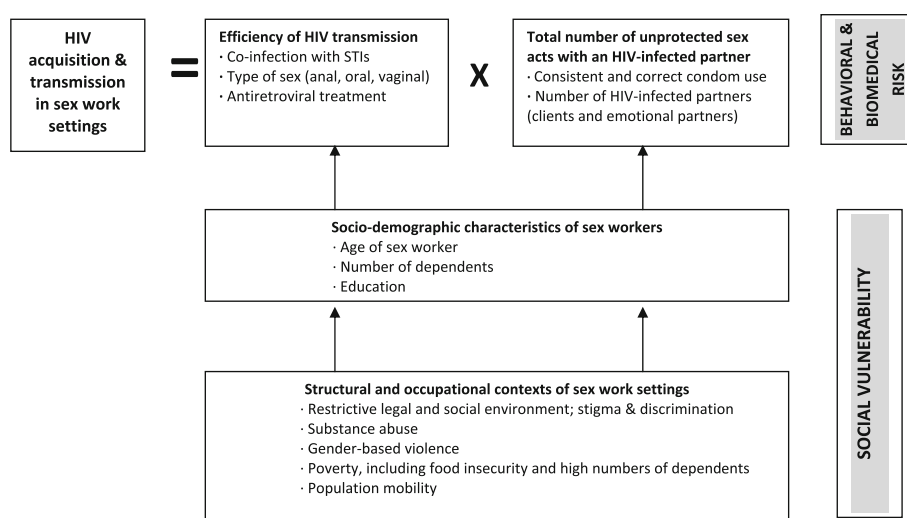 HIV
acquisition &
transmission
in sex work
settings
=
Efficiency of HIV transmission
· Co-infection with STIs
· Type of sex (anal, oral, vaginal)
· Antiretroviral treatment
X
Total number of unprotected sex
acts with an HIV-infected partner
· Consistent and correct condom use
· Number of HIV-infected partners
(clients and emotional partners)
BEHAVIORAL &
BIOMEDICAL
RISK
Socio-demographic characteristics of sex workers
· Age of sex worker
· Number of dependents
· Education
Structural and occupational contexts of sex work settings
· Restrictive legal and social environment; stigma & discrimination
· Substance abuse
· Gender-based violence
· Poverty, including food insecurity and high numbers of dependents
· Population mobility
SOCIAL VULNERABILITY